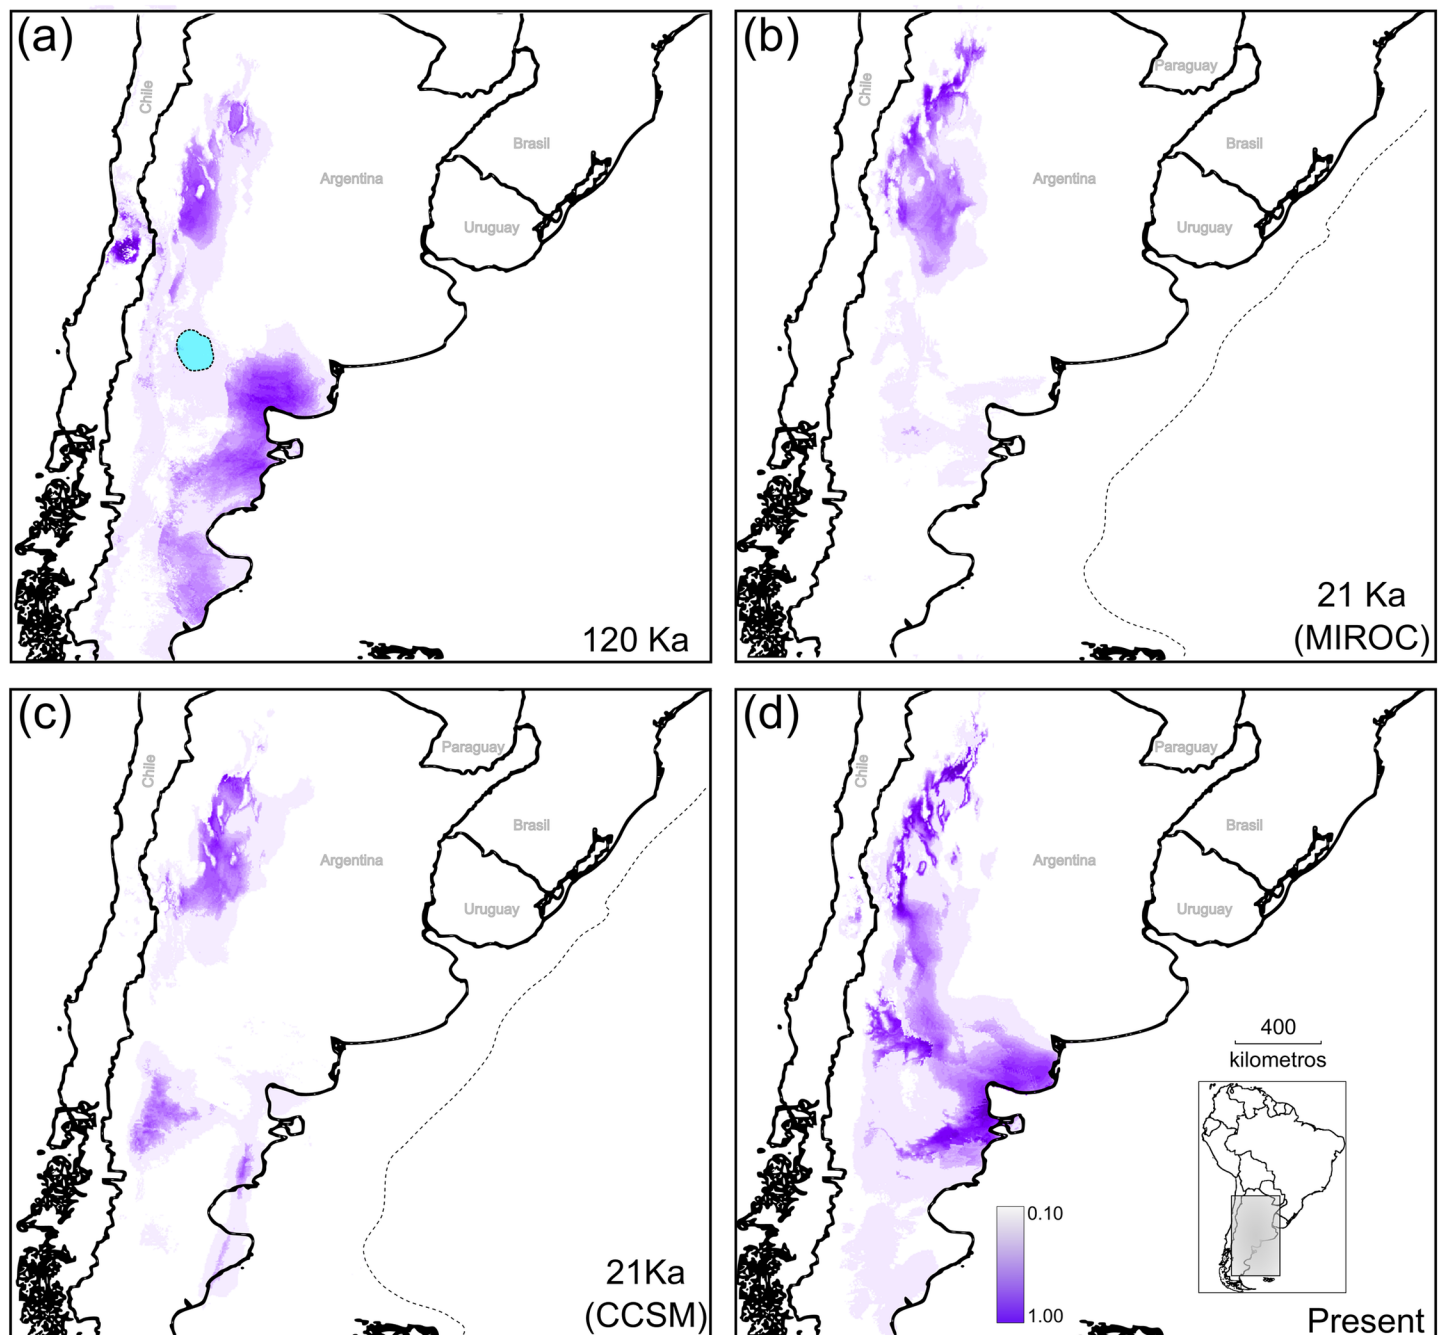 (a)
Chile
Argentina
Brasil
Uruguay
120 Ka
(b)
Chile
Paraguay
Brasil
Argentina
Uruguay
21 Ka
(MIROC)
(c)
Chile
Paraguay
Brasil
Argentina
Uruguay
21Ka
(CCSM)
(d)
Chile
Paraguay
Brasil
Argentina
Uruguay
400
kilometros
0.10
1.00
Present